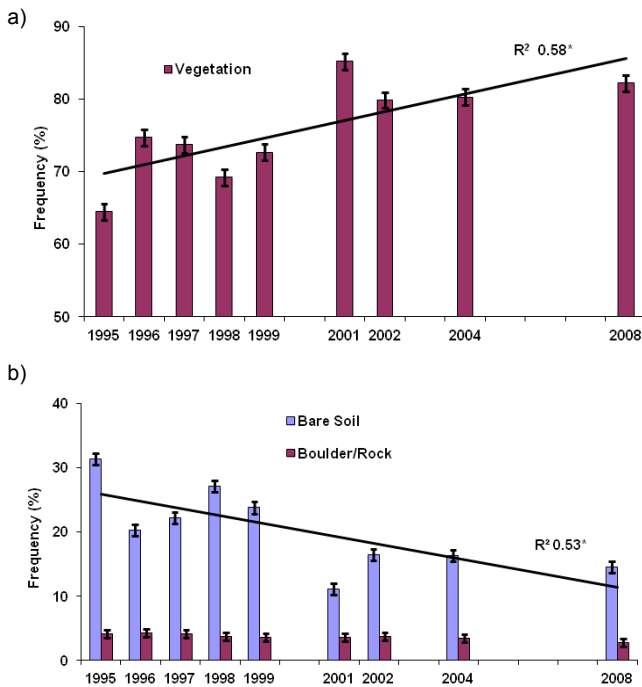 a)
90
80
70
60
50
Frequency (%)
Vegetation
R² 0.58*
1995 1996 1997 1998 1999 2001 2002 2004 2008
b)
40
30
20
10
0
Frequency (%)
Bare Soil
Boulder/Rock
R² 0.53*
1995 1996 1997 1998 1999 2001 2002 2004 2008